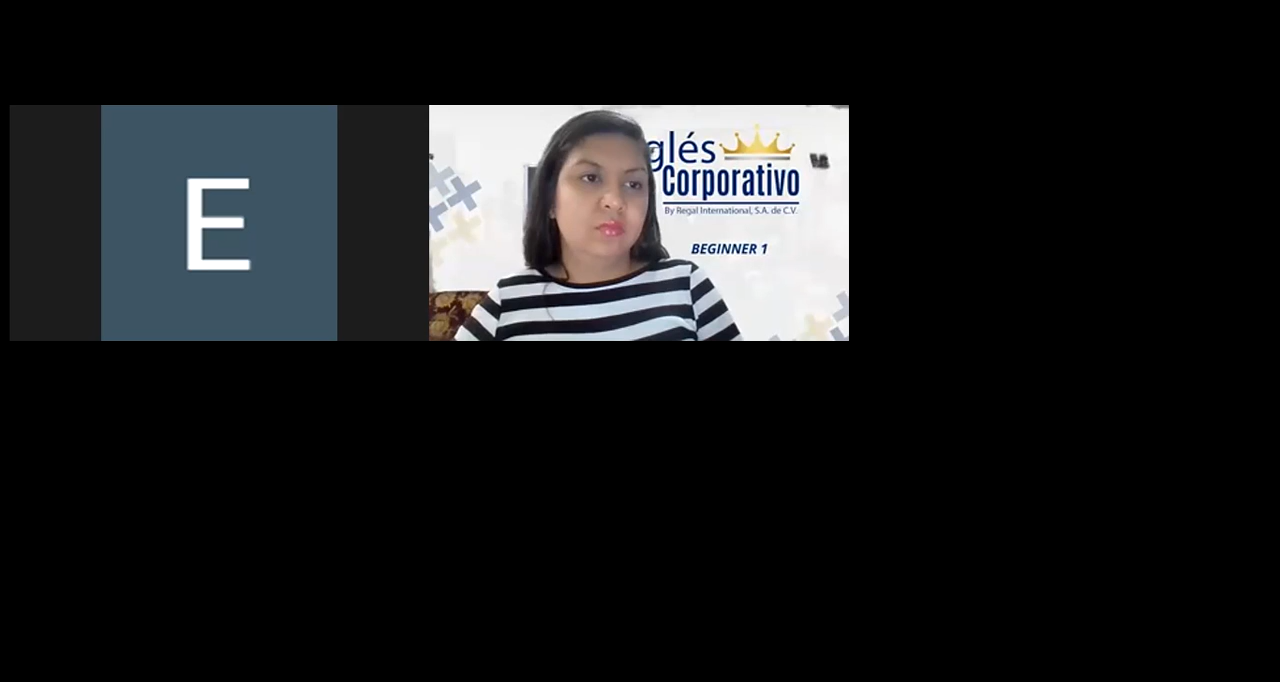 E
glés
Corporativo
By Regal International, S.A. de C.V.
BEGINNER 1